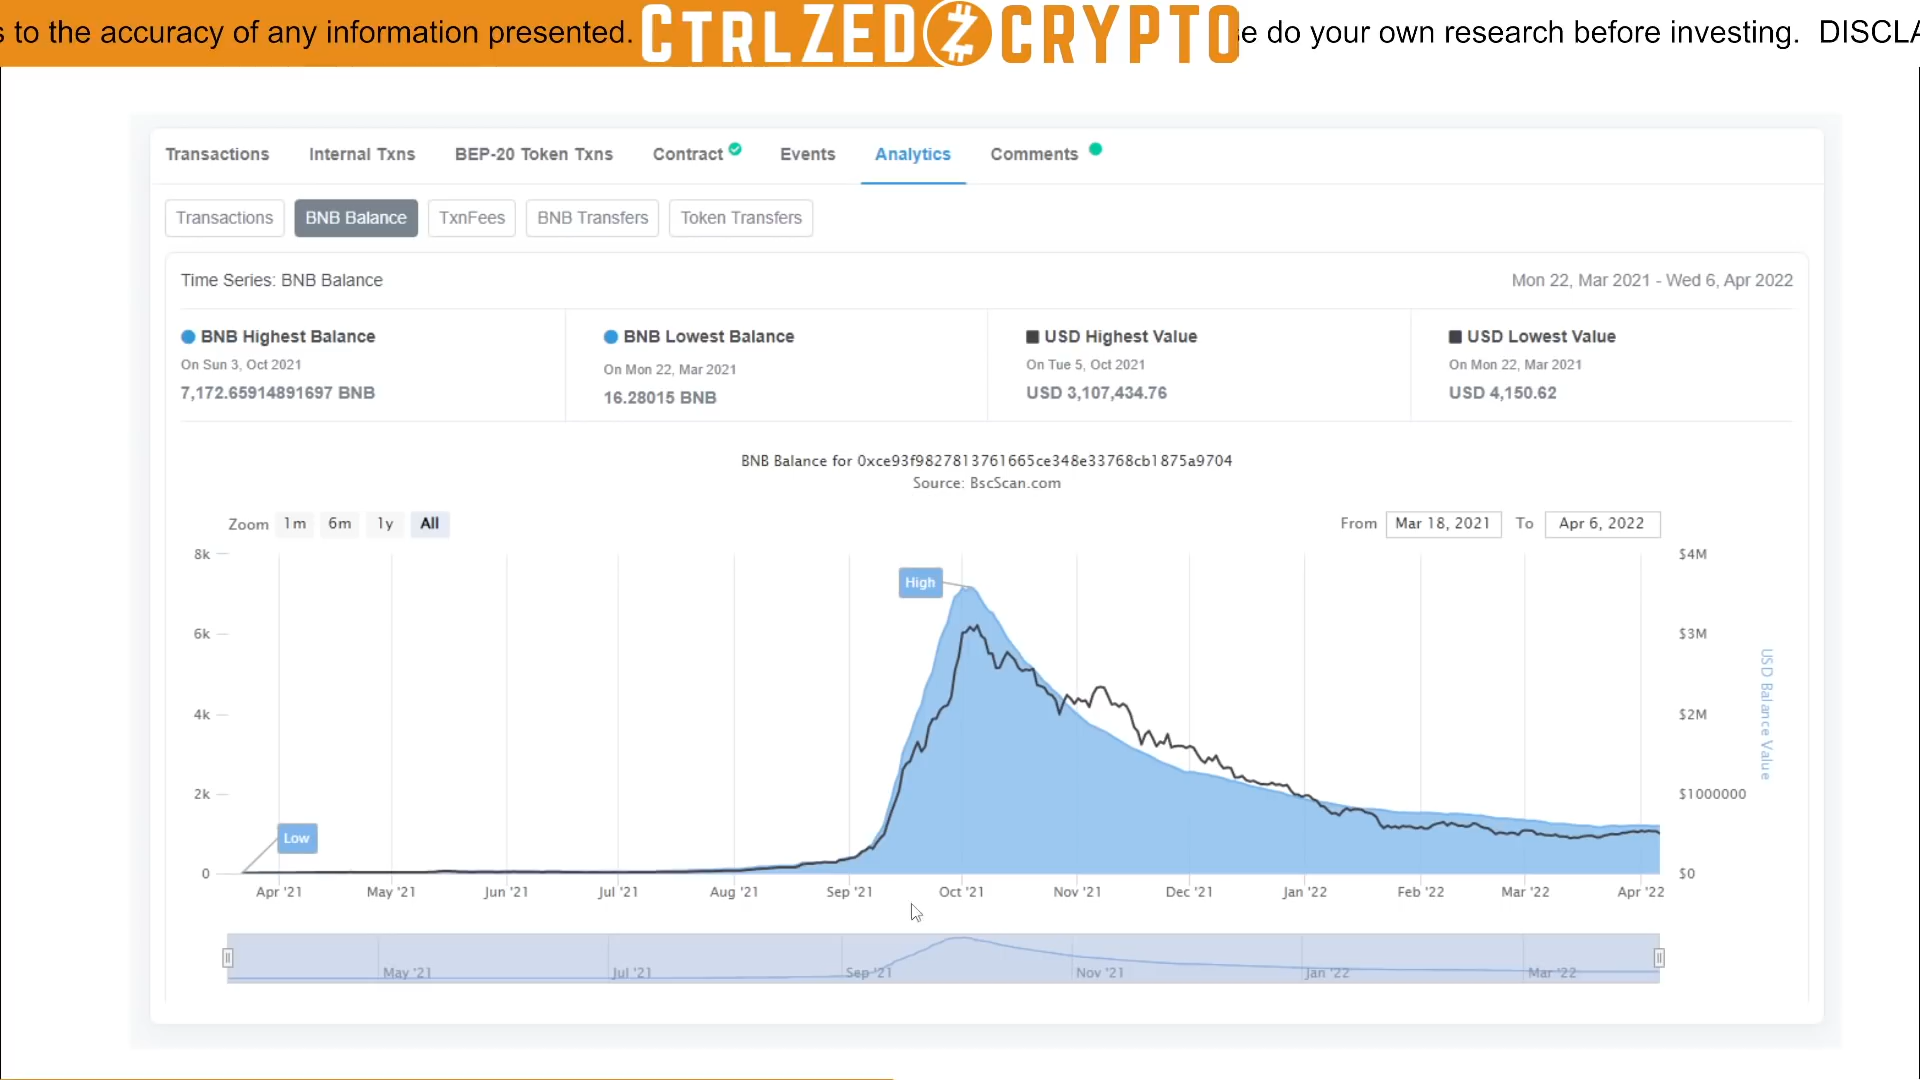 s to the accuracy of any information presented. CTRLZED CRYPTO e do your own research before investing. DISCLA
Transactions Internal Txns BEP-20 Token Txns Contract Events Analytics Comments
Transactions BNB Balance TxnFees BNB Transfers Token Transfers
Time Series: BNB Balance Mon 22, Mar 2021 - Wed 6, Apr 2022
BNB Highest Balance BNB Lowest Balance USD Highest Value USD Lowest Value
On Sun 3, Oct 2021 On Mon 22, Mar 2021 On Tue 5, Oct 2021 On Mon 22, Mar 2021
7,172.65914891697 BNB 16.28015 BNB USD 3,107,434.76 USD 4,150.62
BNB Balance for 0xce93f9827813761665ce348e33768cb1875a9704
Source: BscScan.com
Zoom 1m 6m 1y All From Mar 18, 2021 To Apr 6, 2022
8k $4M
High
6k $3M
4k $2M
2k $1000000
Low
0 $0
USD Balance Value
Apr '21 May '21 Jun '21 Jul '21 Aug '21 Sep '21 Oct '21 Nov '21 Dec '21 Jan '22 Feb '22 Mar '22 Apr '22
May '21 Jul '21 Sep '21 Nov '21 Jan '22 Mar '22